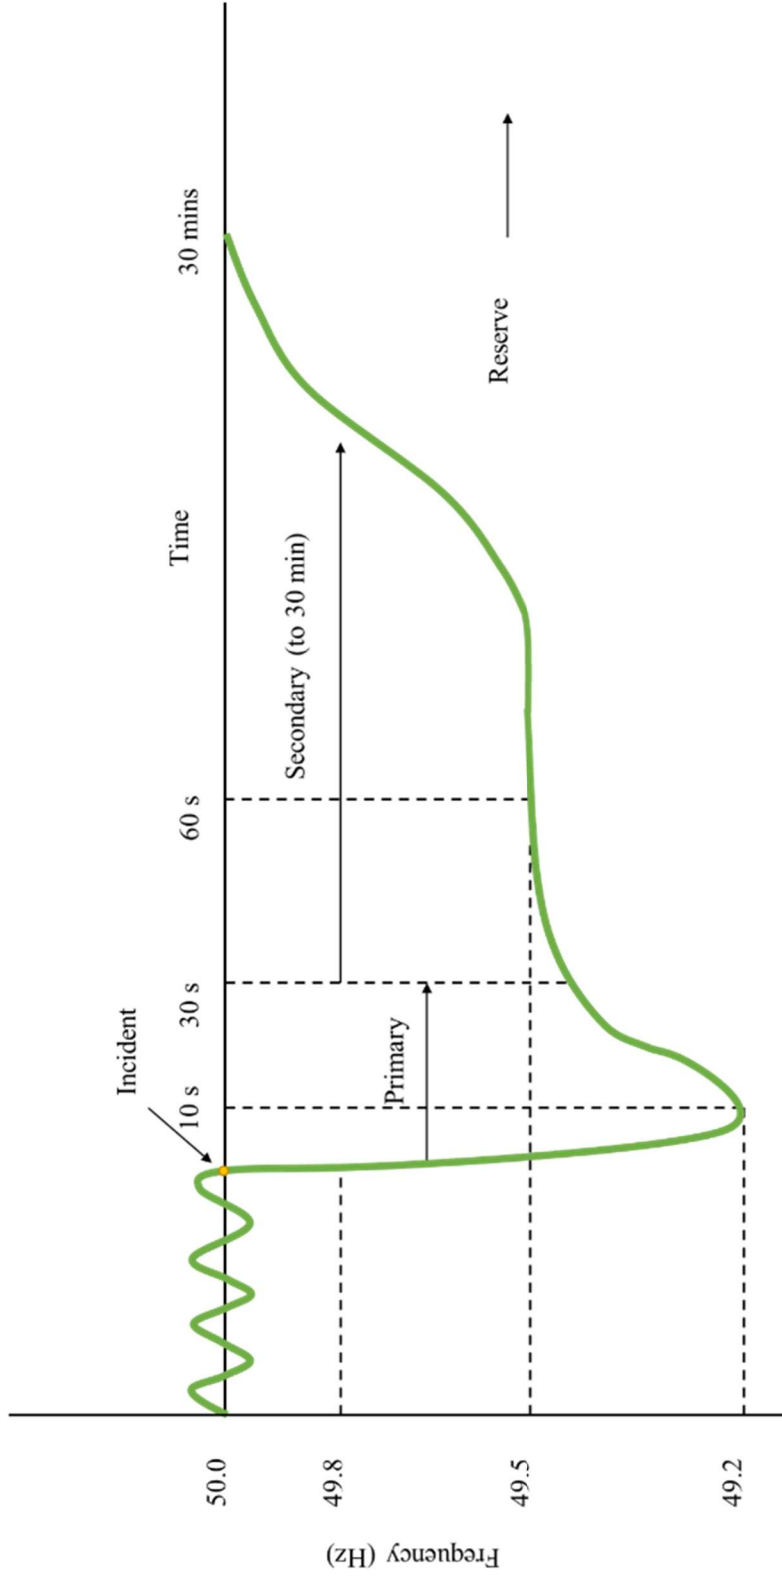 Frequency (Hz)
50.0
49.8
49.5
49.2
Incident
10 s
30 s
60 s
Time
30 mins
Primary
Secondary (to 30 min)
Reserve